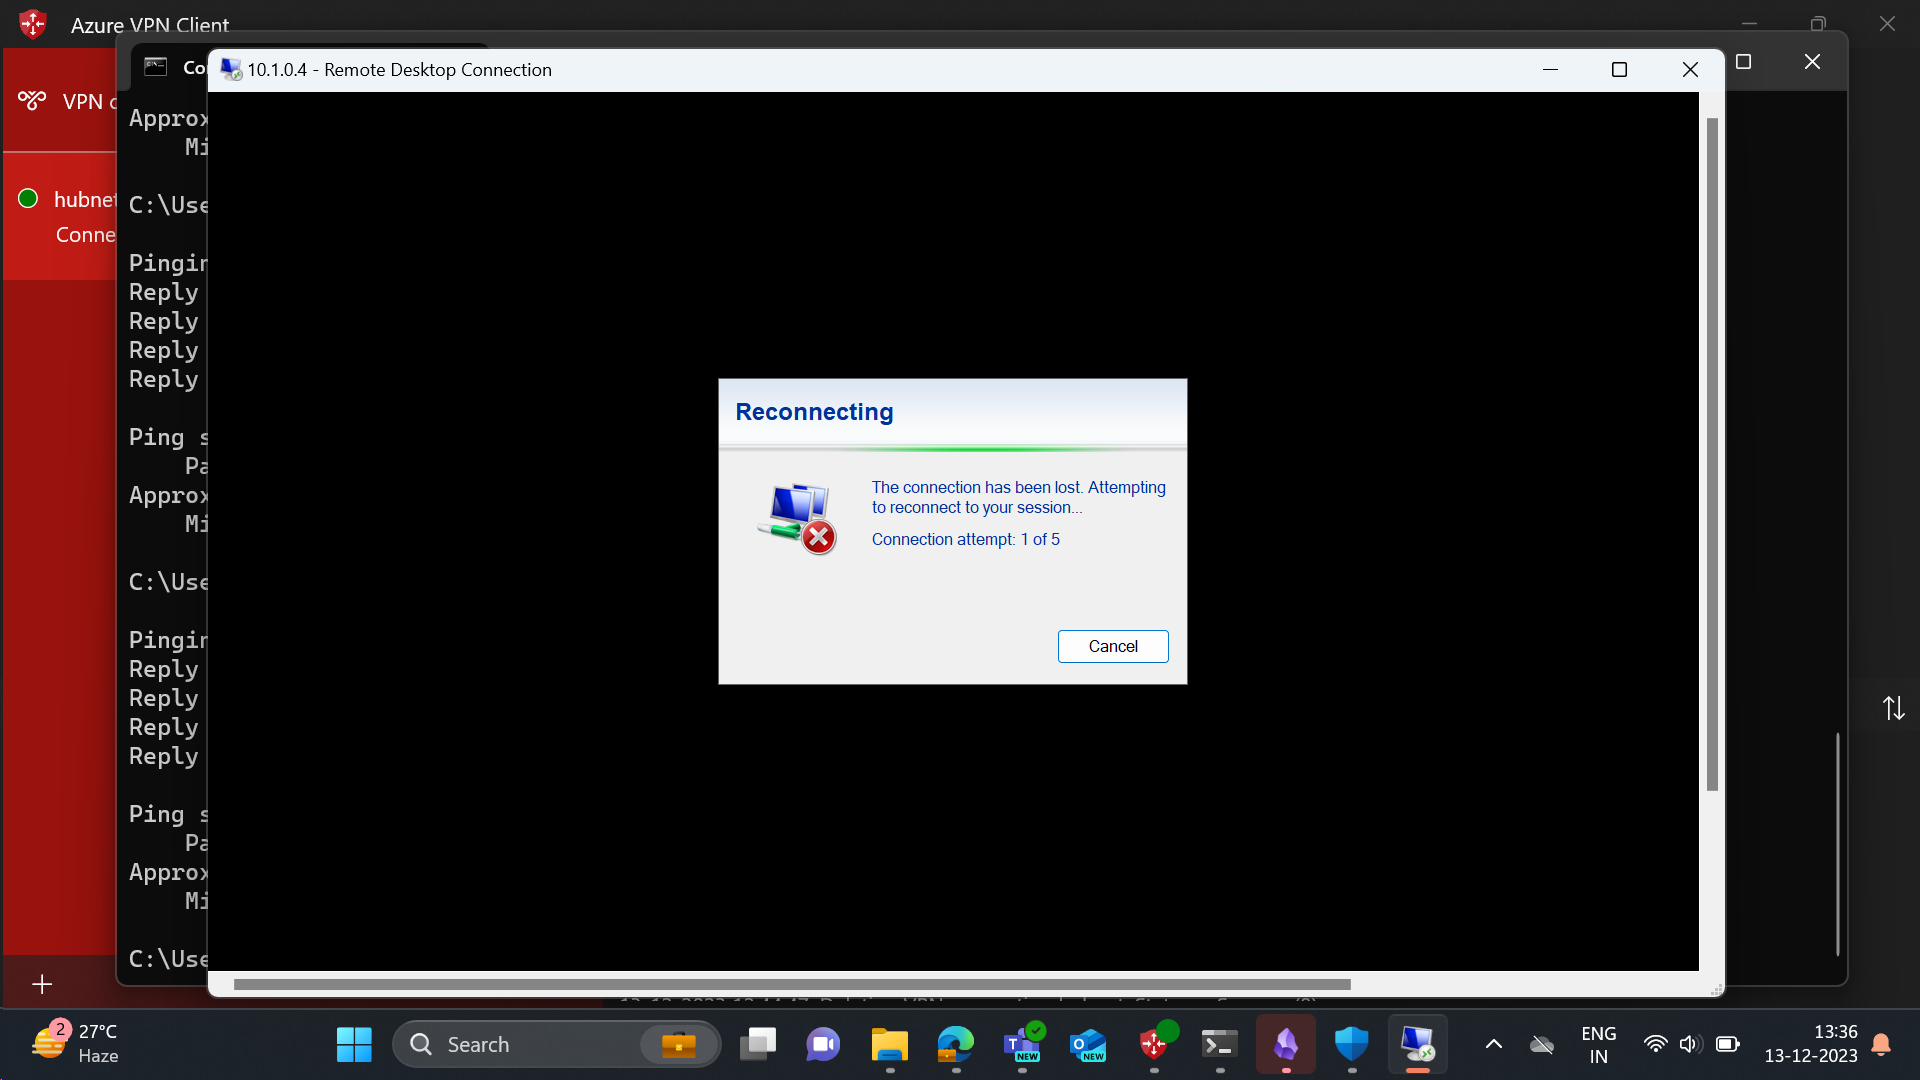 Azure VPN Client
10.1.0.4 - Remote Desktop Connection
VPN
hubnet
Conne
Approx
Mi
C:\Use
Pingin
Reply
Reply
Reply
Reply
Ping s
Pa
Approx
Mi
C:\Use
Pingin
Reply
Reply
Reply
Reply
Ping s
Pa
Approx
Mi
C:\Use
Reconnecting
The connection has been lost. Attempting
to reconnect to your session...
Connection attempt: 1 of 5
Cancel
2
27°C
Haze
Search
NEW
NEW
ENG
IN
13:36
13-12-2023